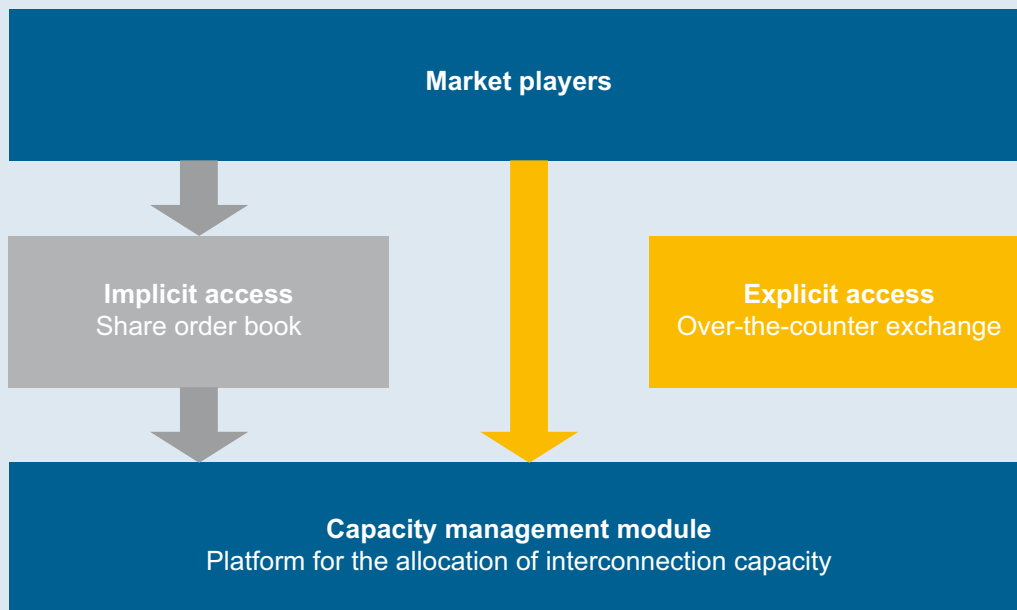 Market players
Implicit access
Share order book
Explicit access
Over-the-counter exchange
Capacity management module
Platform for the allocation of interconnection capacity